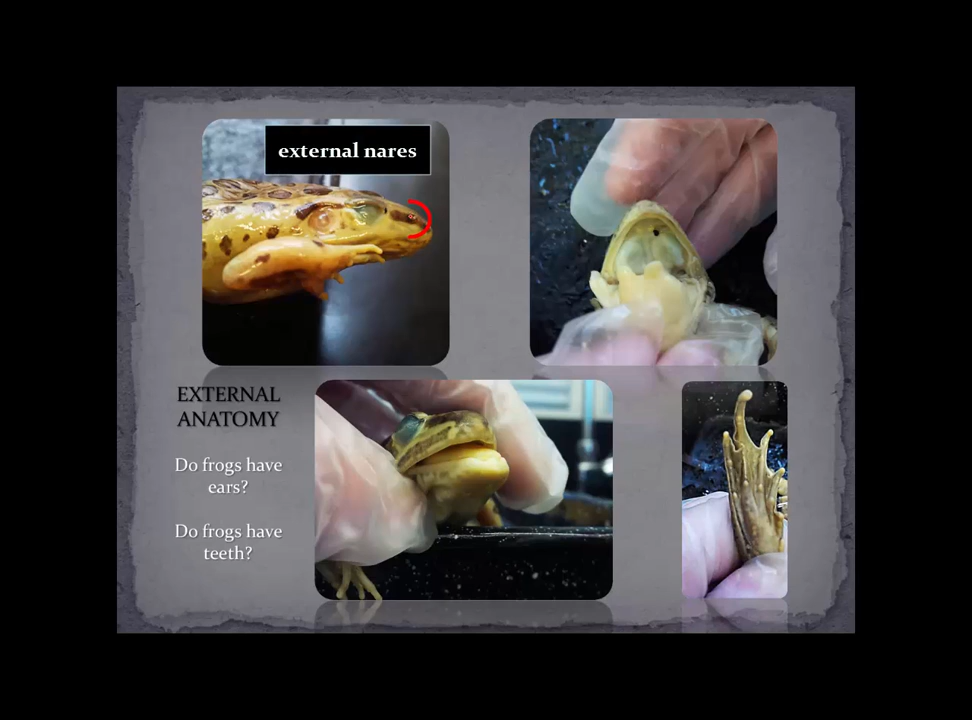 external nares
EXTERNAL
ANATOMY
Do frogs have
ears?
Do frogs have
teeth?